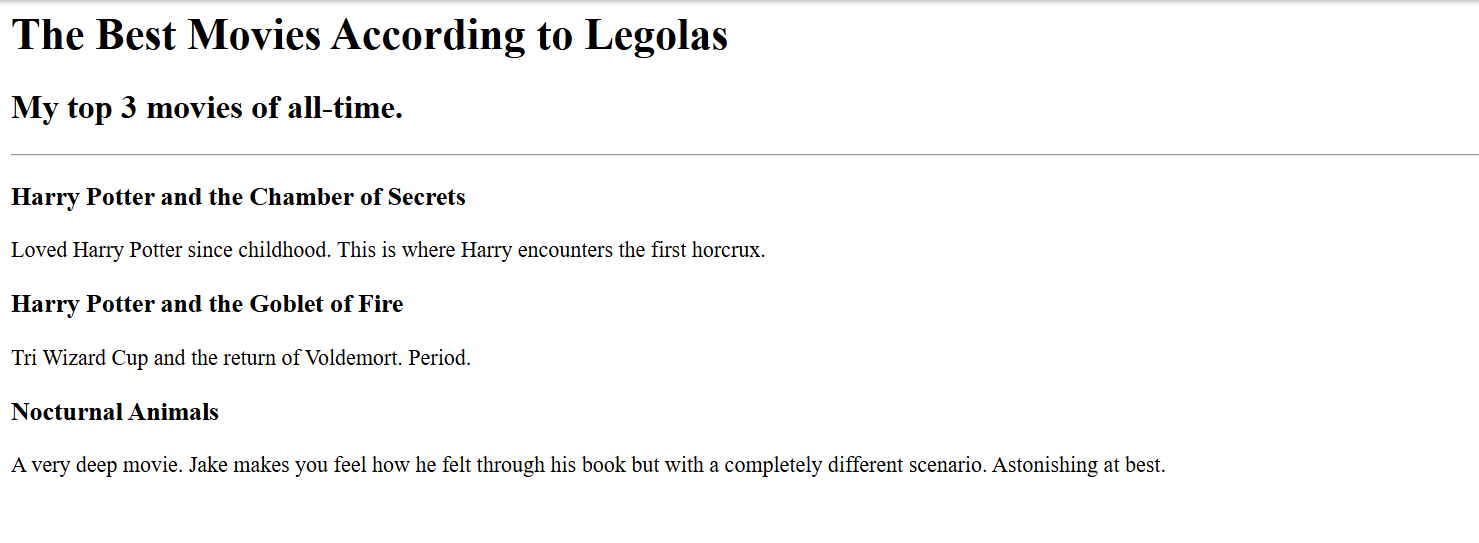 The Best Movies According to Legolas
My top 3 movies of all-time.
Harry Potter and the Chamber of Secrets
Loved Harry Potter since childhood. This is where Harry encounters the first horcrux.
Harry Potter and the Goblet of Fire
Tri Wizard Cup and the return of Voldemort. Period.
Nocturnal Animals
A very deep movie. Jake makes you feel how he felt through his book but with a completely different scenario. Astonishing at best.